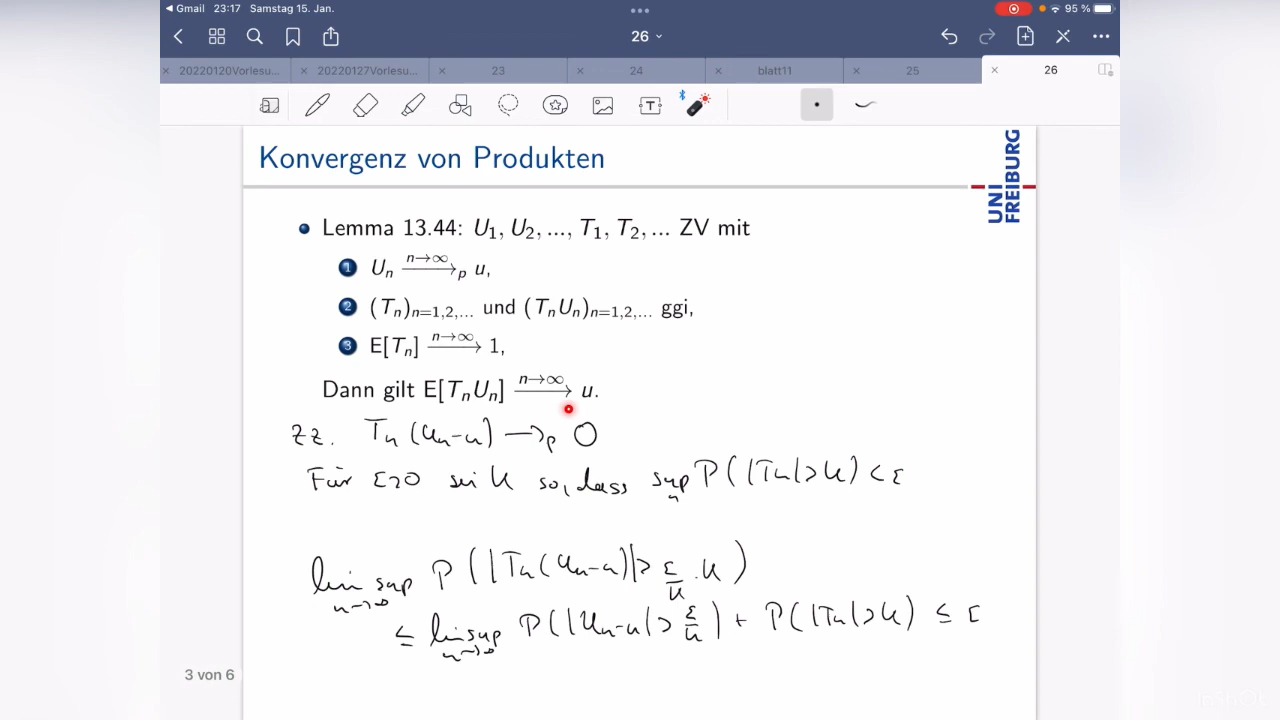 ◀ Gmail 23:17 Samstag 15. Jan. 95 %
26
20220120Vorlesu... 20220127Vorlesu... 23 24 blatt11 25 26
Konvergenz von Produkten
UNI FREIBURG
Lemma 13.44: U₁, U₂, ..., T₁, T₂, ... ZV mit
1 Uₙ —n→∞→ₚ u,
2 (Tₙ)ₙ₌₁,₂,... und (TₙUₙ)ₙ₌₁,₂,... ggi,
3 E[Tₙ] —n→∞→ 1,
Dann gilt E[TₙUₙ] —n→∞→ u.
zz. Tₙ(Uₙ-u) →ₚ 0
Für ε>0 sei K so, dass supₙ P(|Tₙ|>K) < ε
lim sup n→∞ P(|Tₙ(Uₙ-u)| > ε/K · K)
≤ lim sup n→∞ P(|Uₙ-u| > ε/K) + P(|Tₙ|>K) ≤ ε
3 von 6